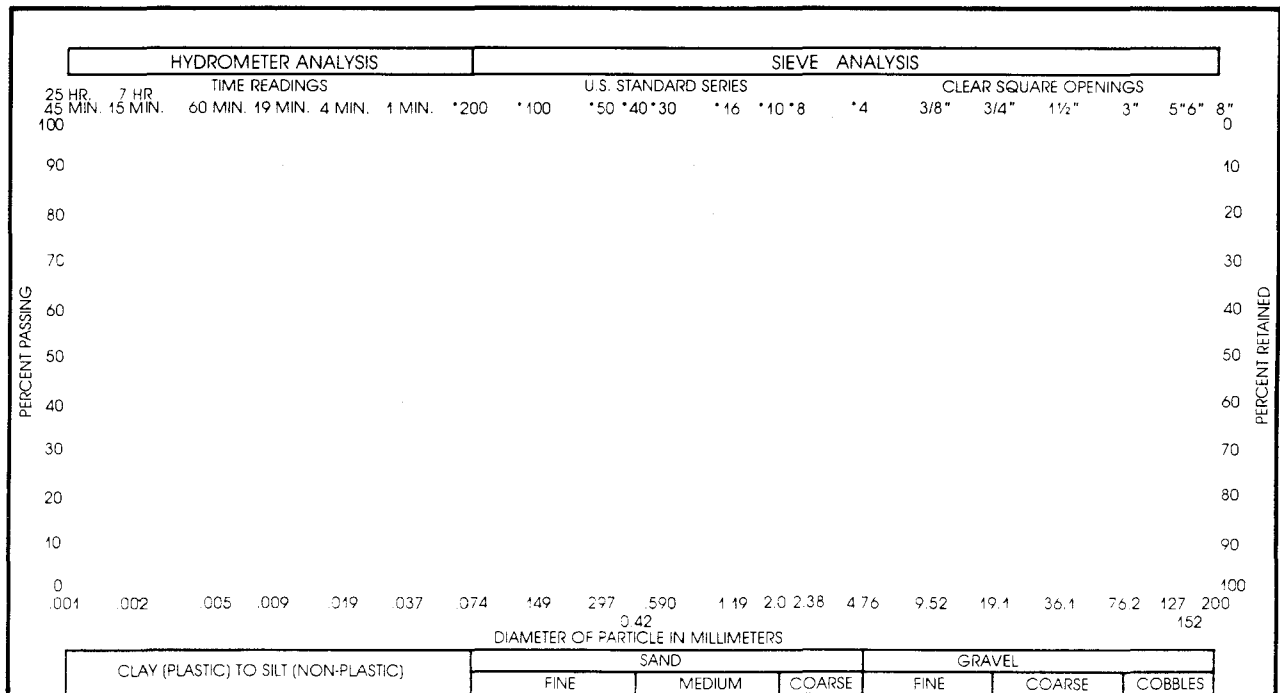 HYDROMETER ANALYSIS SIEVE ANALYSIS
TIME READINGS U.S. STANDARD SERIES CLEAR SQUARE OPENINGS
25 HR. 7 HR
45 MIN. 15 MIN. 60 MIN. 19 MIN. 4 MIN. 1 MIN. *200 *100 *50 *40 *30 *16 *10 *8 *4 3/8" 3/4" 1½" 3" 5"6" 8"
100 0
90 10
80 20
70 30
60 40
50 50
40 60
30 70
20 80
10 90
0 100
PERCENT PASSING
PERCENT RETAINED
.001 .002 .005 .009 .019 .037 .074 149 297 .590 1.19 2.0 2.38 4.76 9.52 19.1 36.1 76.2 127 200
0.42 152
DIAMETER OF PARTICLE IN MILLIMETERS
CLAY (PLASTIC) TO SILT (NON-PLASTIC) SAND GRAVEL
FINE MEDIUM COARSE FINE COARSE COBBLES